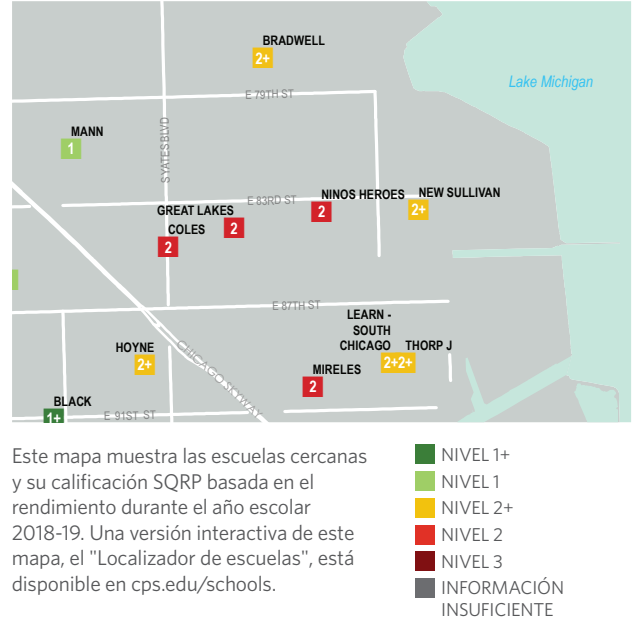 BRADWELL
2+
Lake Michigan
E 79TH ST
MANN
1
S YATES BLVD
NINOS HEROES
NEW SULLIVAN
E 83RD ST
GREAT LAKES
2
2+
2
COLES
2
E 87TH ST
LEARN -
SOUTH
CHICAGO
THORP J
HOYNE
2+
CHICAGO SKYWAY
2+2+
MIRELES
2
BLACK
1+
E 91ST ST
Este mapa muestra las escuelas cercanas
y su calificación SQRP basada en el
rendimiento durante el año escolar
2018-19. Una versión interactiva de este
mapa, el "Localizador de escuelas", está
disponible en cps.edu/schools.
NIVEL 1+
NIVEL 1
NIVEL 2+
NIVEL 2
NIVEL 3
INFORMACIÓN
INSUFICIENTE